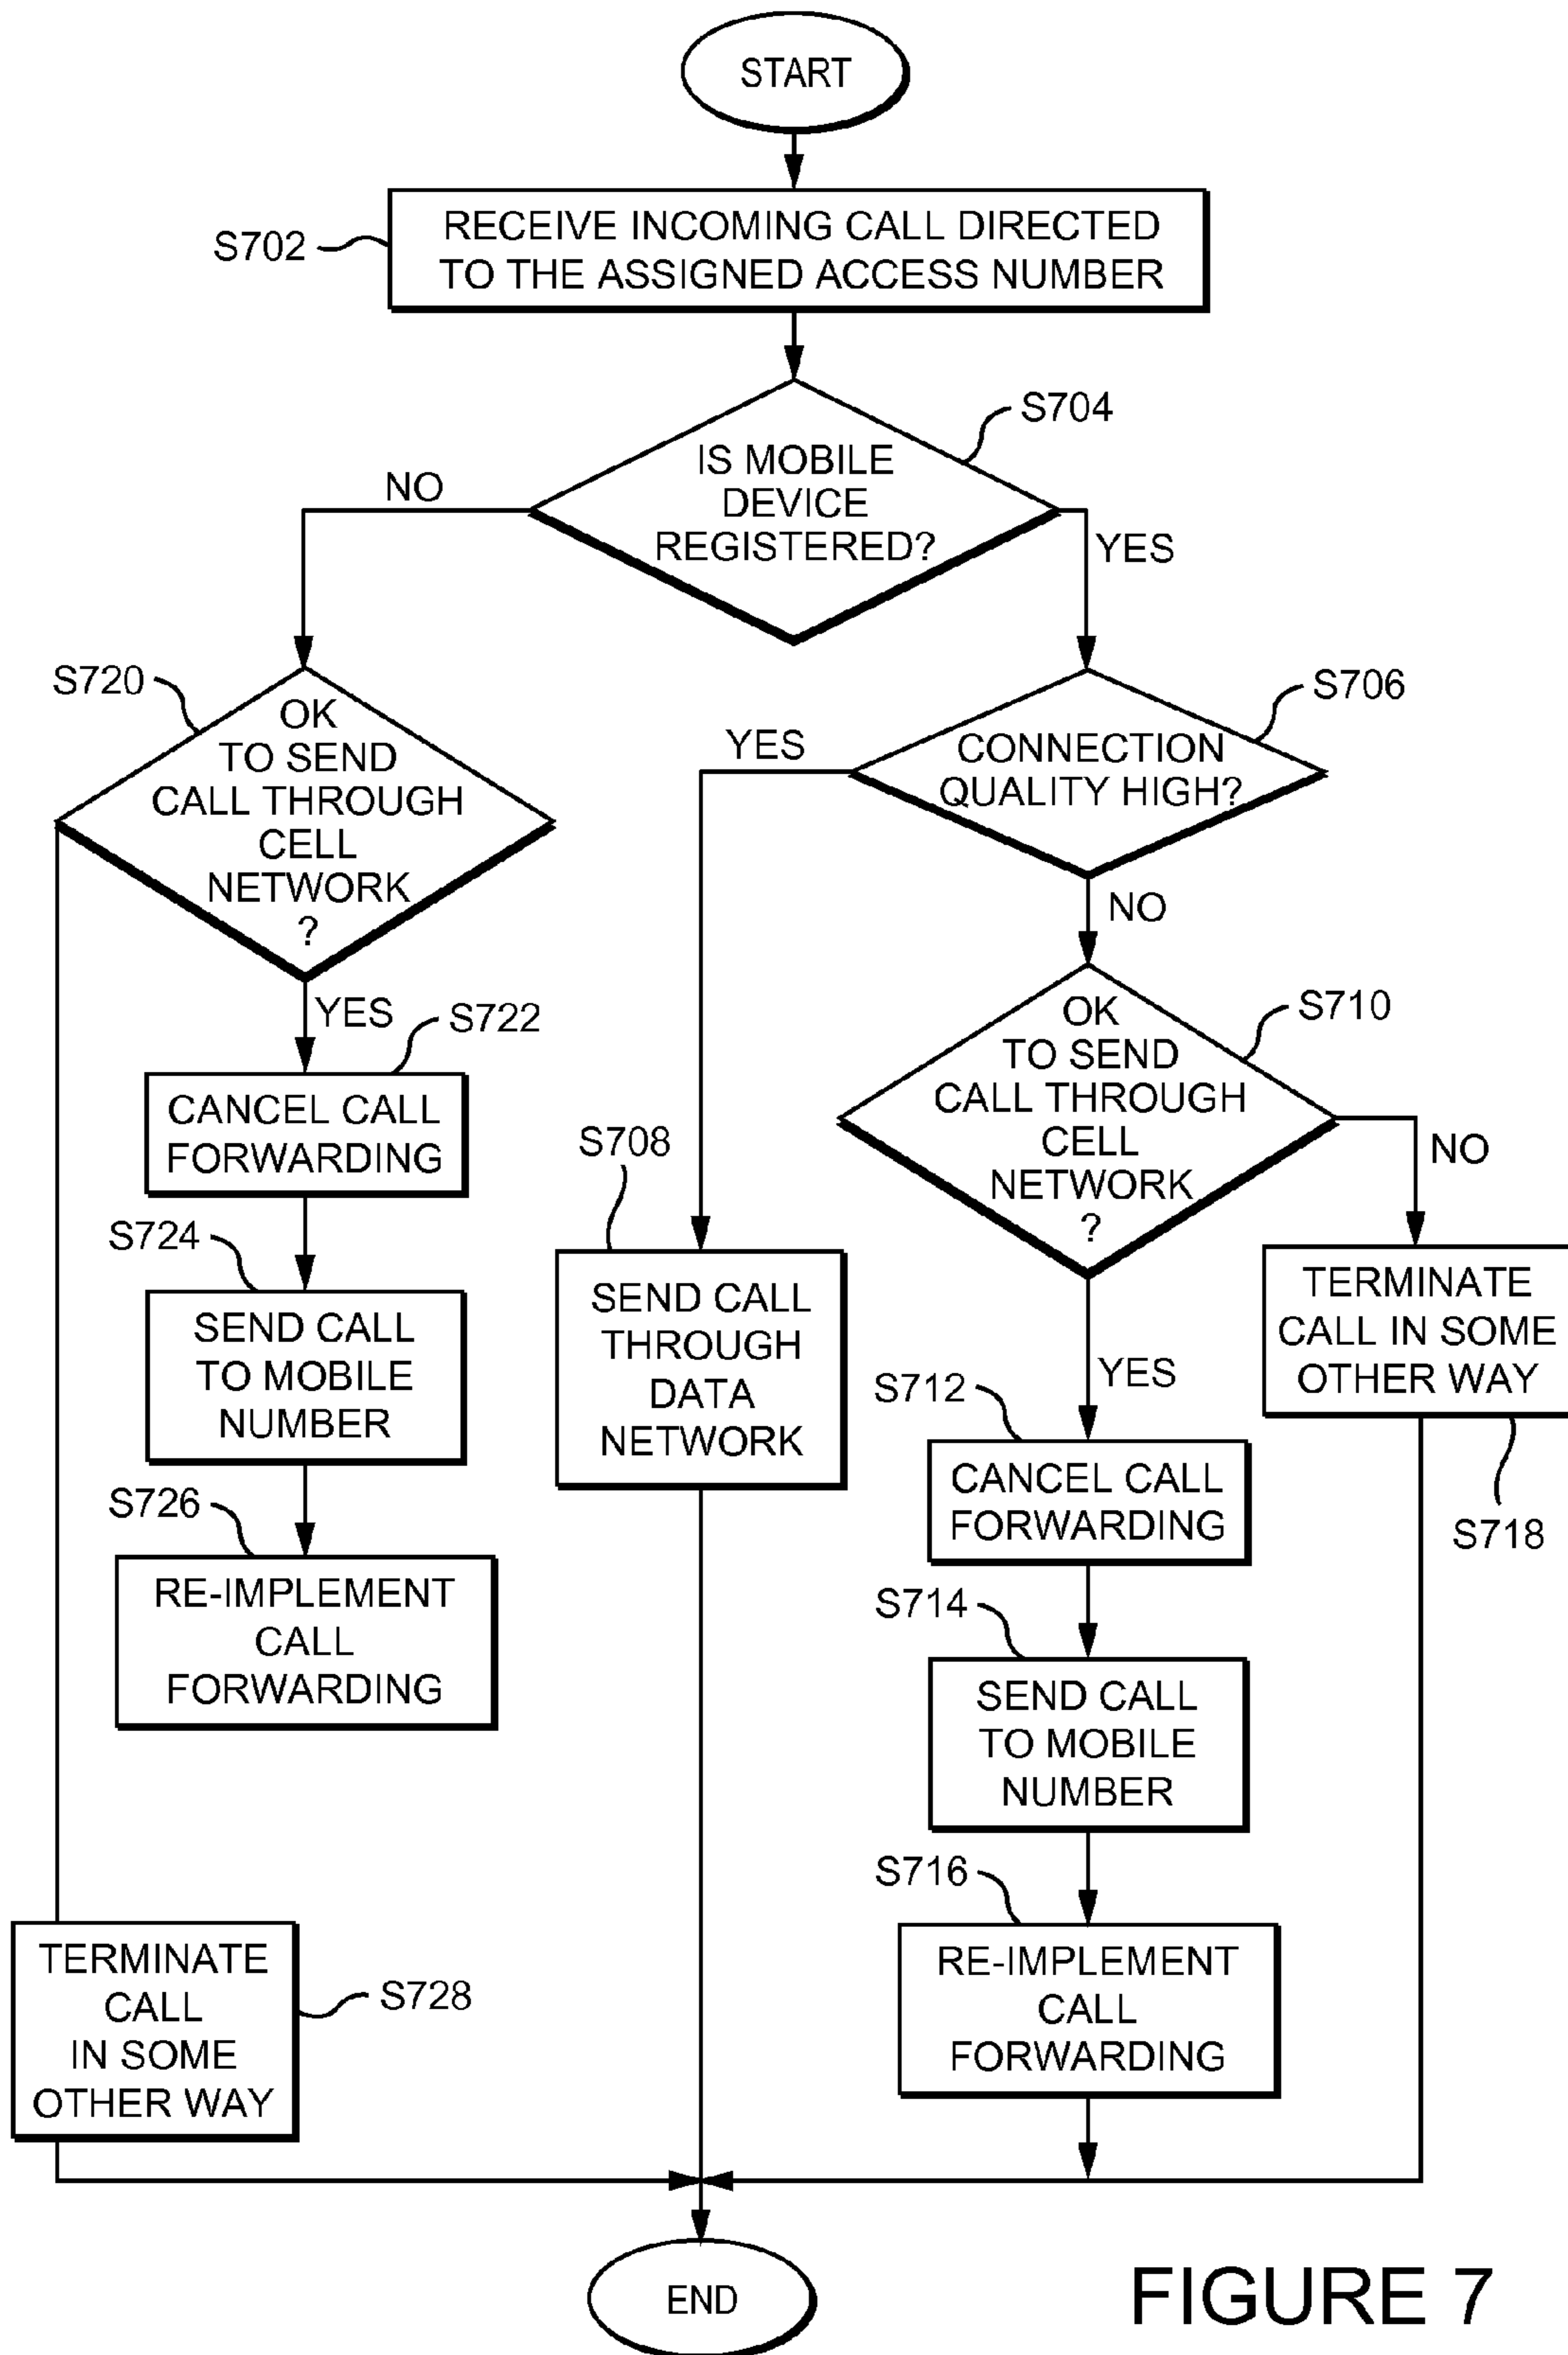 START
S702
RECEIVE INCOMING CALL DIRECTED
TO THE ASSIGNED ACCESS NUMBER
S704
IS MOBILE
DEVICE
REGISTERED?
NO
YES
S720
OK
TO SEND
CALL THROUGH
CELL
NETWORK
?
S706
CONNECTION
QUALITY HIGH?
YES
NO
YES
S722
CANCEL CALL
FORWARDING
S710
OK
TO SEND
CALL THROUGH
CELL
NETWORK
?
NO
S708
SEND CALL
THROUGH
DATA
NETWORK
S724
SEND CALL
TO MOBILE
NUMBER
TERMINATE
CALL IN SOME
OTHER WAY
S718
YES
S712
CANCEL CALL
FORWARDING
S726
RE-IMPLEMENT
CALL
FORWARDING
S714
SEND CALL
TO MOBILE
NUMBER
S716
RE-IMPLEMENT
CALL
FORWARDING
TERMINATE
CALL
IN SOME
OTHER WAY
S728
END
FIGURE 7